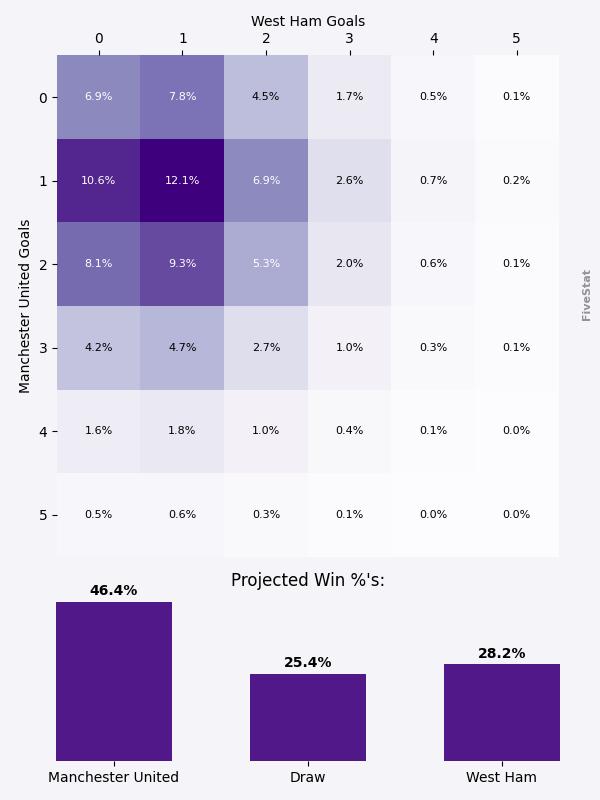 West Ham Goals
0 1 2 3 4 5
0 6.9% 7.8% 4.5% 1.7% 0.5% 0.1%
1 10.6% 12.1% 6.9% 2.6% 0.7% 0.2%
2 8.1% 9.3% 5.3% 2.0% 0.6% 0.1%
3 4.2% 4.7% 2.7% 1.0% 0.3% 0.1%
4 1.6% 1.8% 1.0% 0.4% 0.1% 0.0%
5 0.5% 0.6% 0.3% 0.1% 0.0% 0.0%
Manchester United Goals
FiveStat
Projected Win %'s:
46.4% 25.4% 28.2%
Manchester United Draw West Ham